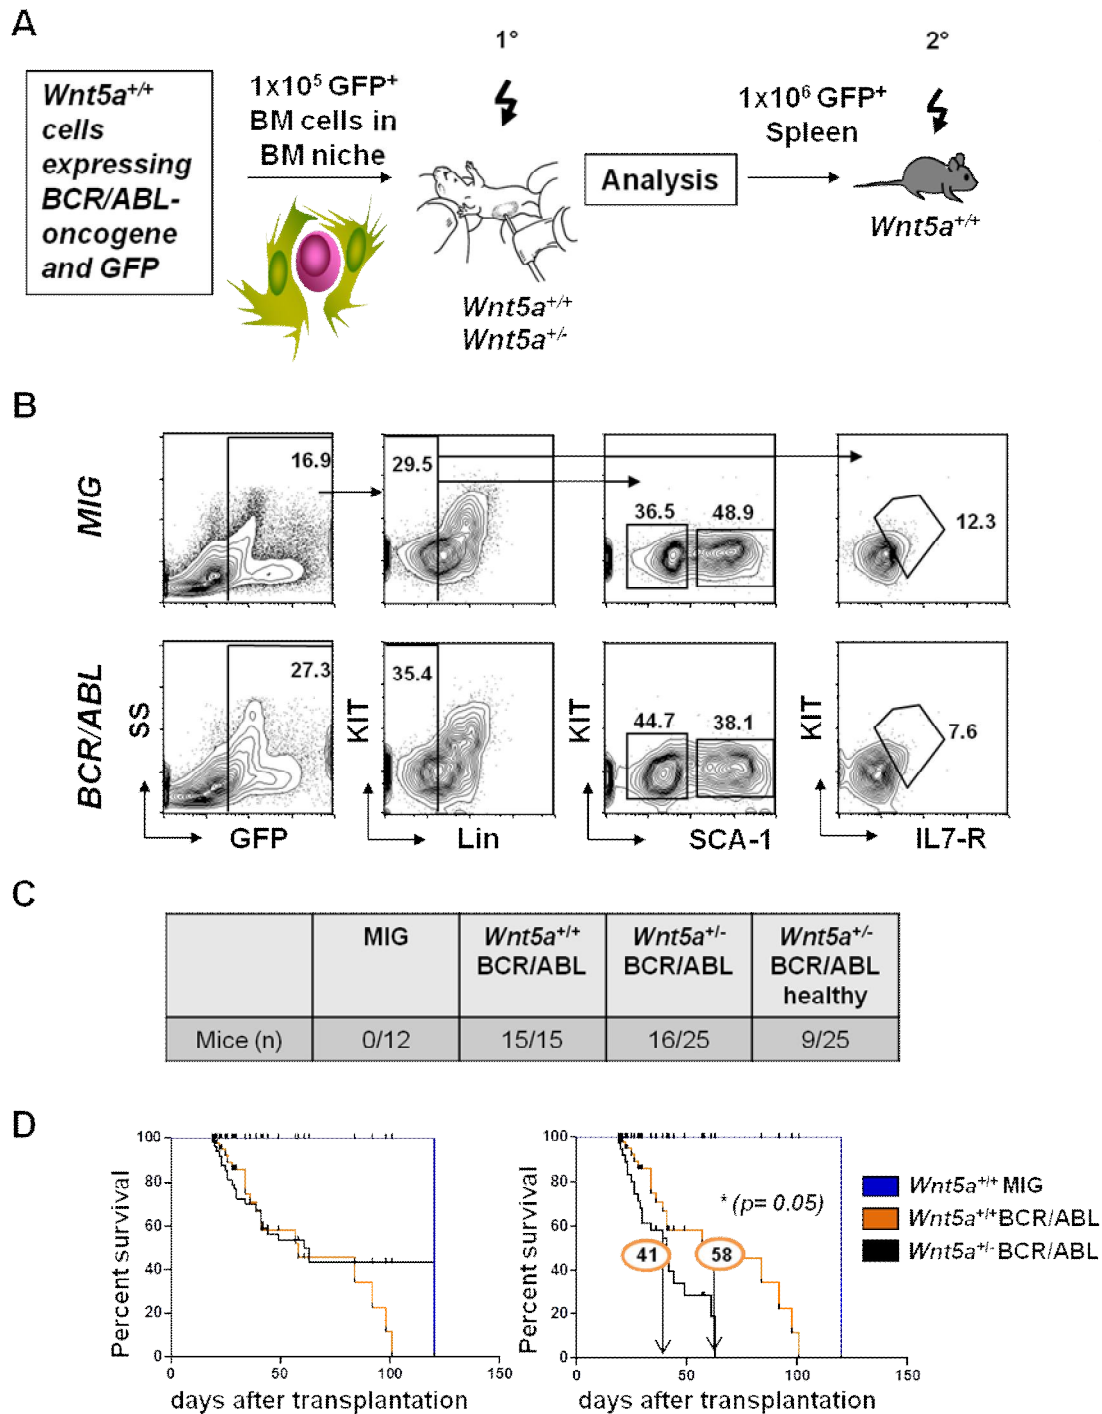 A
Wnt5a+/+
cells
expressing
BCR/ABL-
oncogene
and GFP
1x10⁵ GFP+
BM cells in
BM niche
1°
Wnt5a+/+
Wnt5a+/-
Analysis
1x10⁶ GFP+
Spleen
2°
Wnt5a+/+
B
MIG
16.9
29.5
36.5 48.9
12.3
BCR/ABL
27.3
35.4
44.7 38.1
7.6
SS
KIT
KIT
KIT
GFP
Lin
SCA-1
IL7-R
C
MIG Wnt5a+/+ BCR/ABL Wnt5a+/- BCR/ABL Wnt5a+/- BCR/ABL healthy
Mice (n) 0/12 15/15 16/25 9/25
D
Percent survival
100
80
60
40
20
0
0 50 100 150
days after transplantation
Percent survival
100
80
60
40
20
0
* (p= 0.05)
41
58
0 50 100 150
days after transplantation
Wnt5a+/+ MIG
Wnt5a+/+ BCR/ABL
Wnt5a+/- BCR/ABL